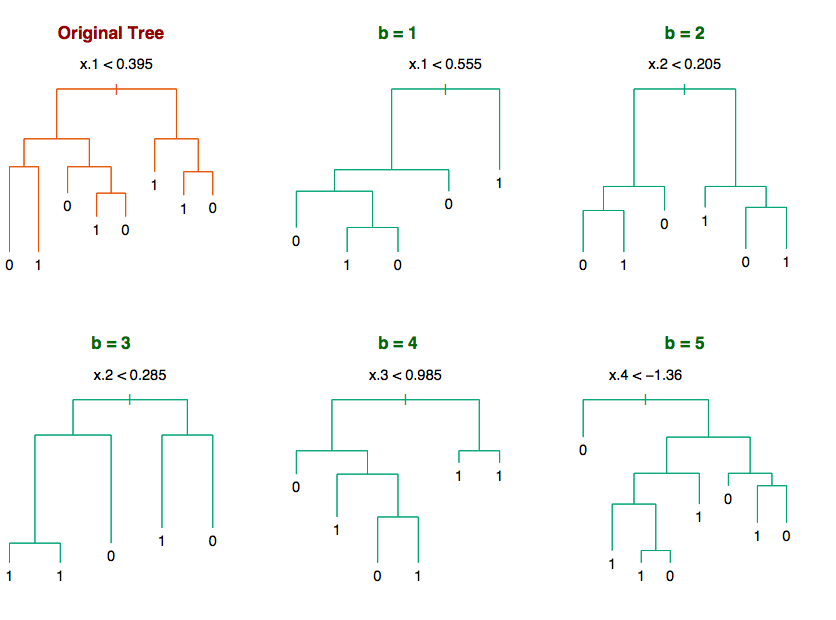 Original Tree
x.1 < 0.395
1
0
1 0
1 0
0 1
b = 1
x.1 < 0.555
1
0
0
1 0
b = 2
x.2 < 0.205
0 1
0 1
0 1
b = 3
x.2 < 0.285
1 0
0
1 1
b = 4
x.3 < 0.985
1 1
0
1
0 1
b = 5
x.4 < −1.36
0
0
1
1 0
1
1 0